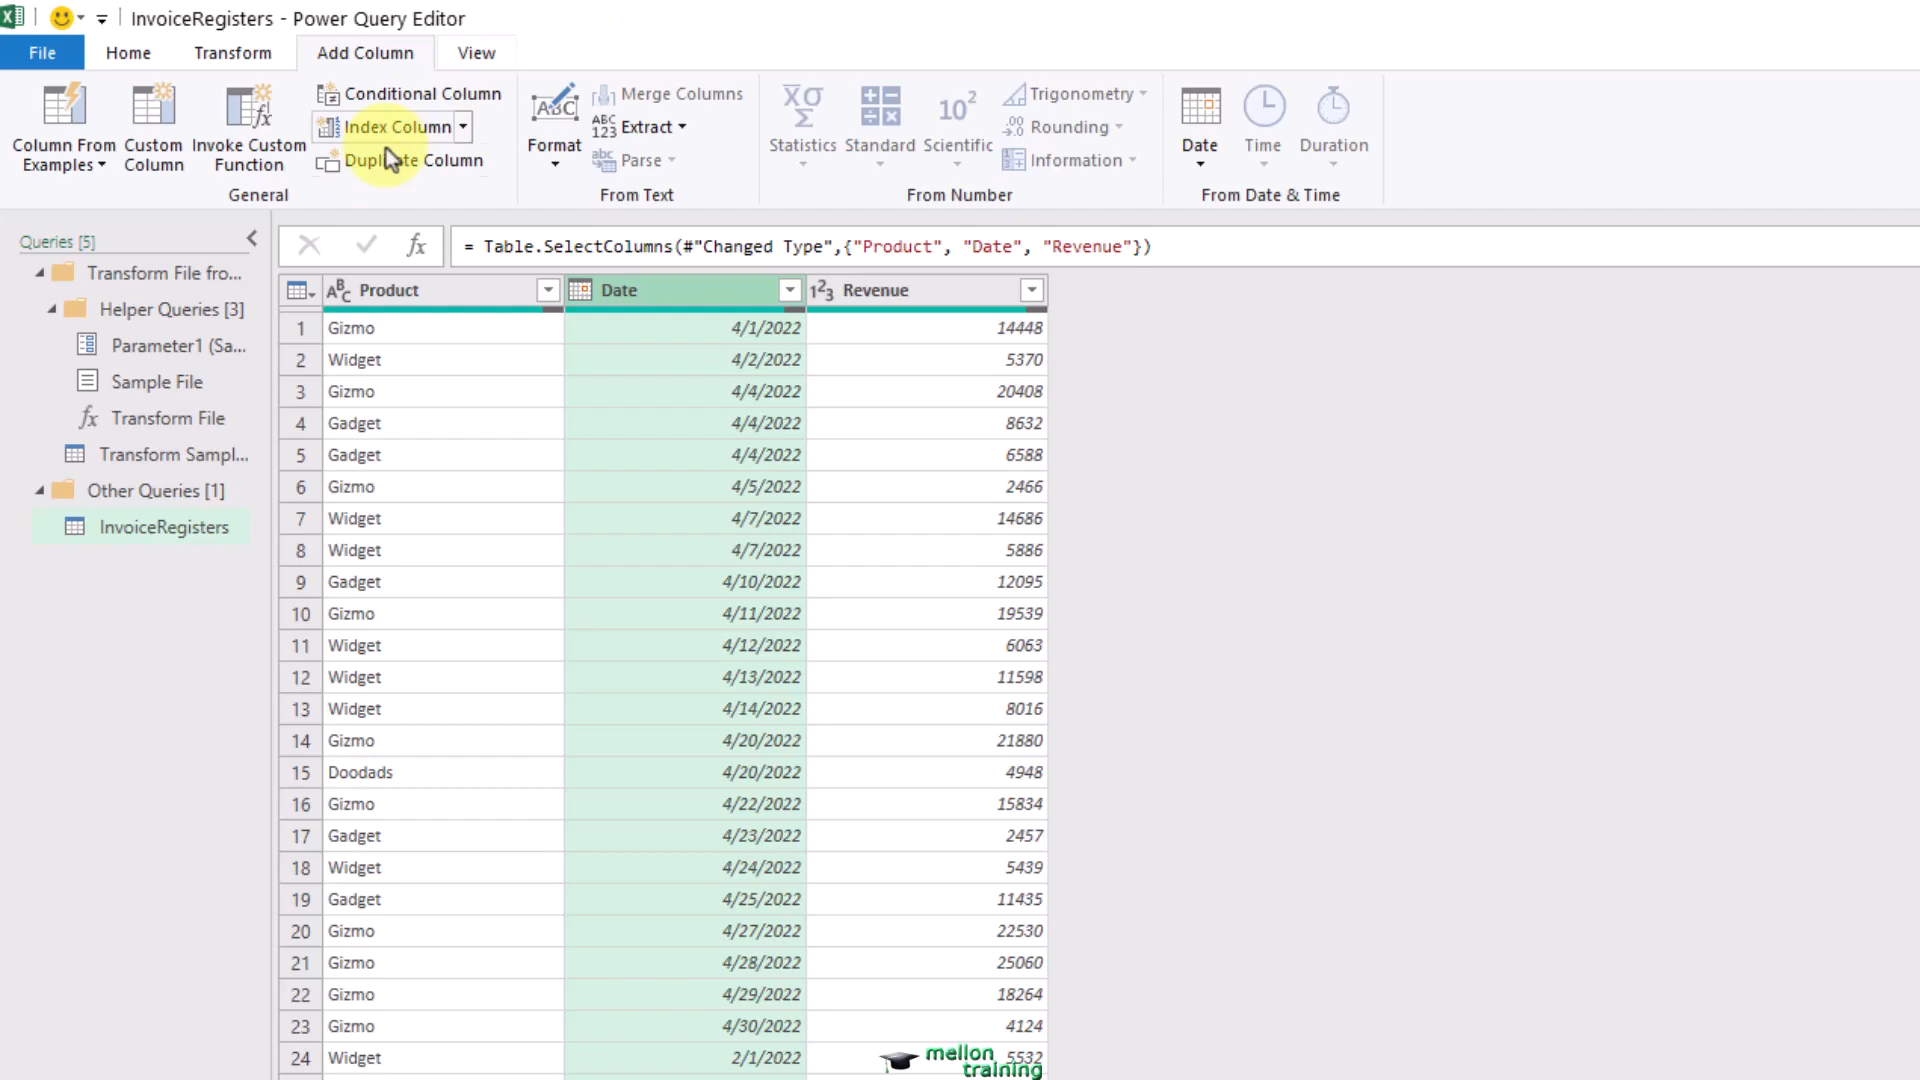 InvoiceRegisters - Power Query Editor
File Home Transform Add Column View
Column From Examples
Custom Column
Invoke Custom Function
Conditional Column
Index Column
Duplicate Column
General
Format
Merge Columns
ABC 123 Extract
abc Parse
From Text
Statistics
Standard
10² Scientific
Trigonometry
.00 Rounding
Information
From Number
Date
Time
Duration
From Date & Time
Queries [5]
Transform File fro...
Helper Queries [3]
Parameter1 (Sa...
Sample File
fx Transform File
Transform Sampl...
Other Queries [1]
InvoiceRegisters
fx = Table.SelectColumns(#"Changed Type",{"Product", "Date", "Revenue"})
ABC Product Date 123 Revenue
1 Gizmo 4/1/2022 14448
2 Widget 4/2/2022 5370
3 Gizmo 4/4/2022 20408
4 Gadget 4/4/2022 8632
5 Gadget 4/4/2022 6588
6 Gizmo 4/5/2022 2466
7 Widget 4/7/2022 14686
8 Widget 4/7/2022 5886
9 Gadget 4/10/2022 12095
10 Gizmo 4/11/2022 19539
11 Widget 4/12/2022 6063
12 Widget 4/13/2022 11598
13 Widget 4/14/2022 8016
14 Gizmo 4/20/2022 21880
15 Doodads 4/20/2022 4948
16 Gizmo 4/22/2022 15834
17 Gadget 4/23/2022 2457
18 Widget 4/24/2022 5439
19 Gadget 4/25/2022 11435
20 Gizmo 4/27/2022 22530
21 Gizmo 4/28/2022 25060
22 Gizmo 4/29/2022 18264
23 Gizmo 4/30/2022 4124
24 Widget 2/1/2022 5532
mellon
training